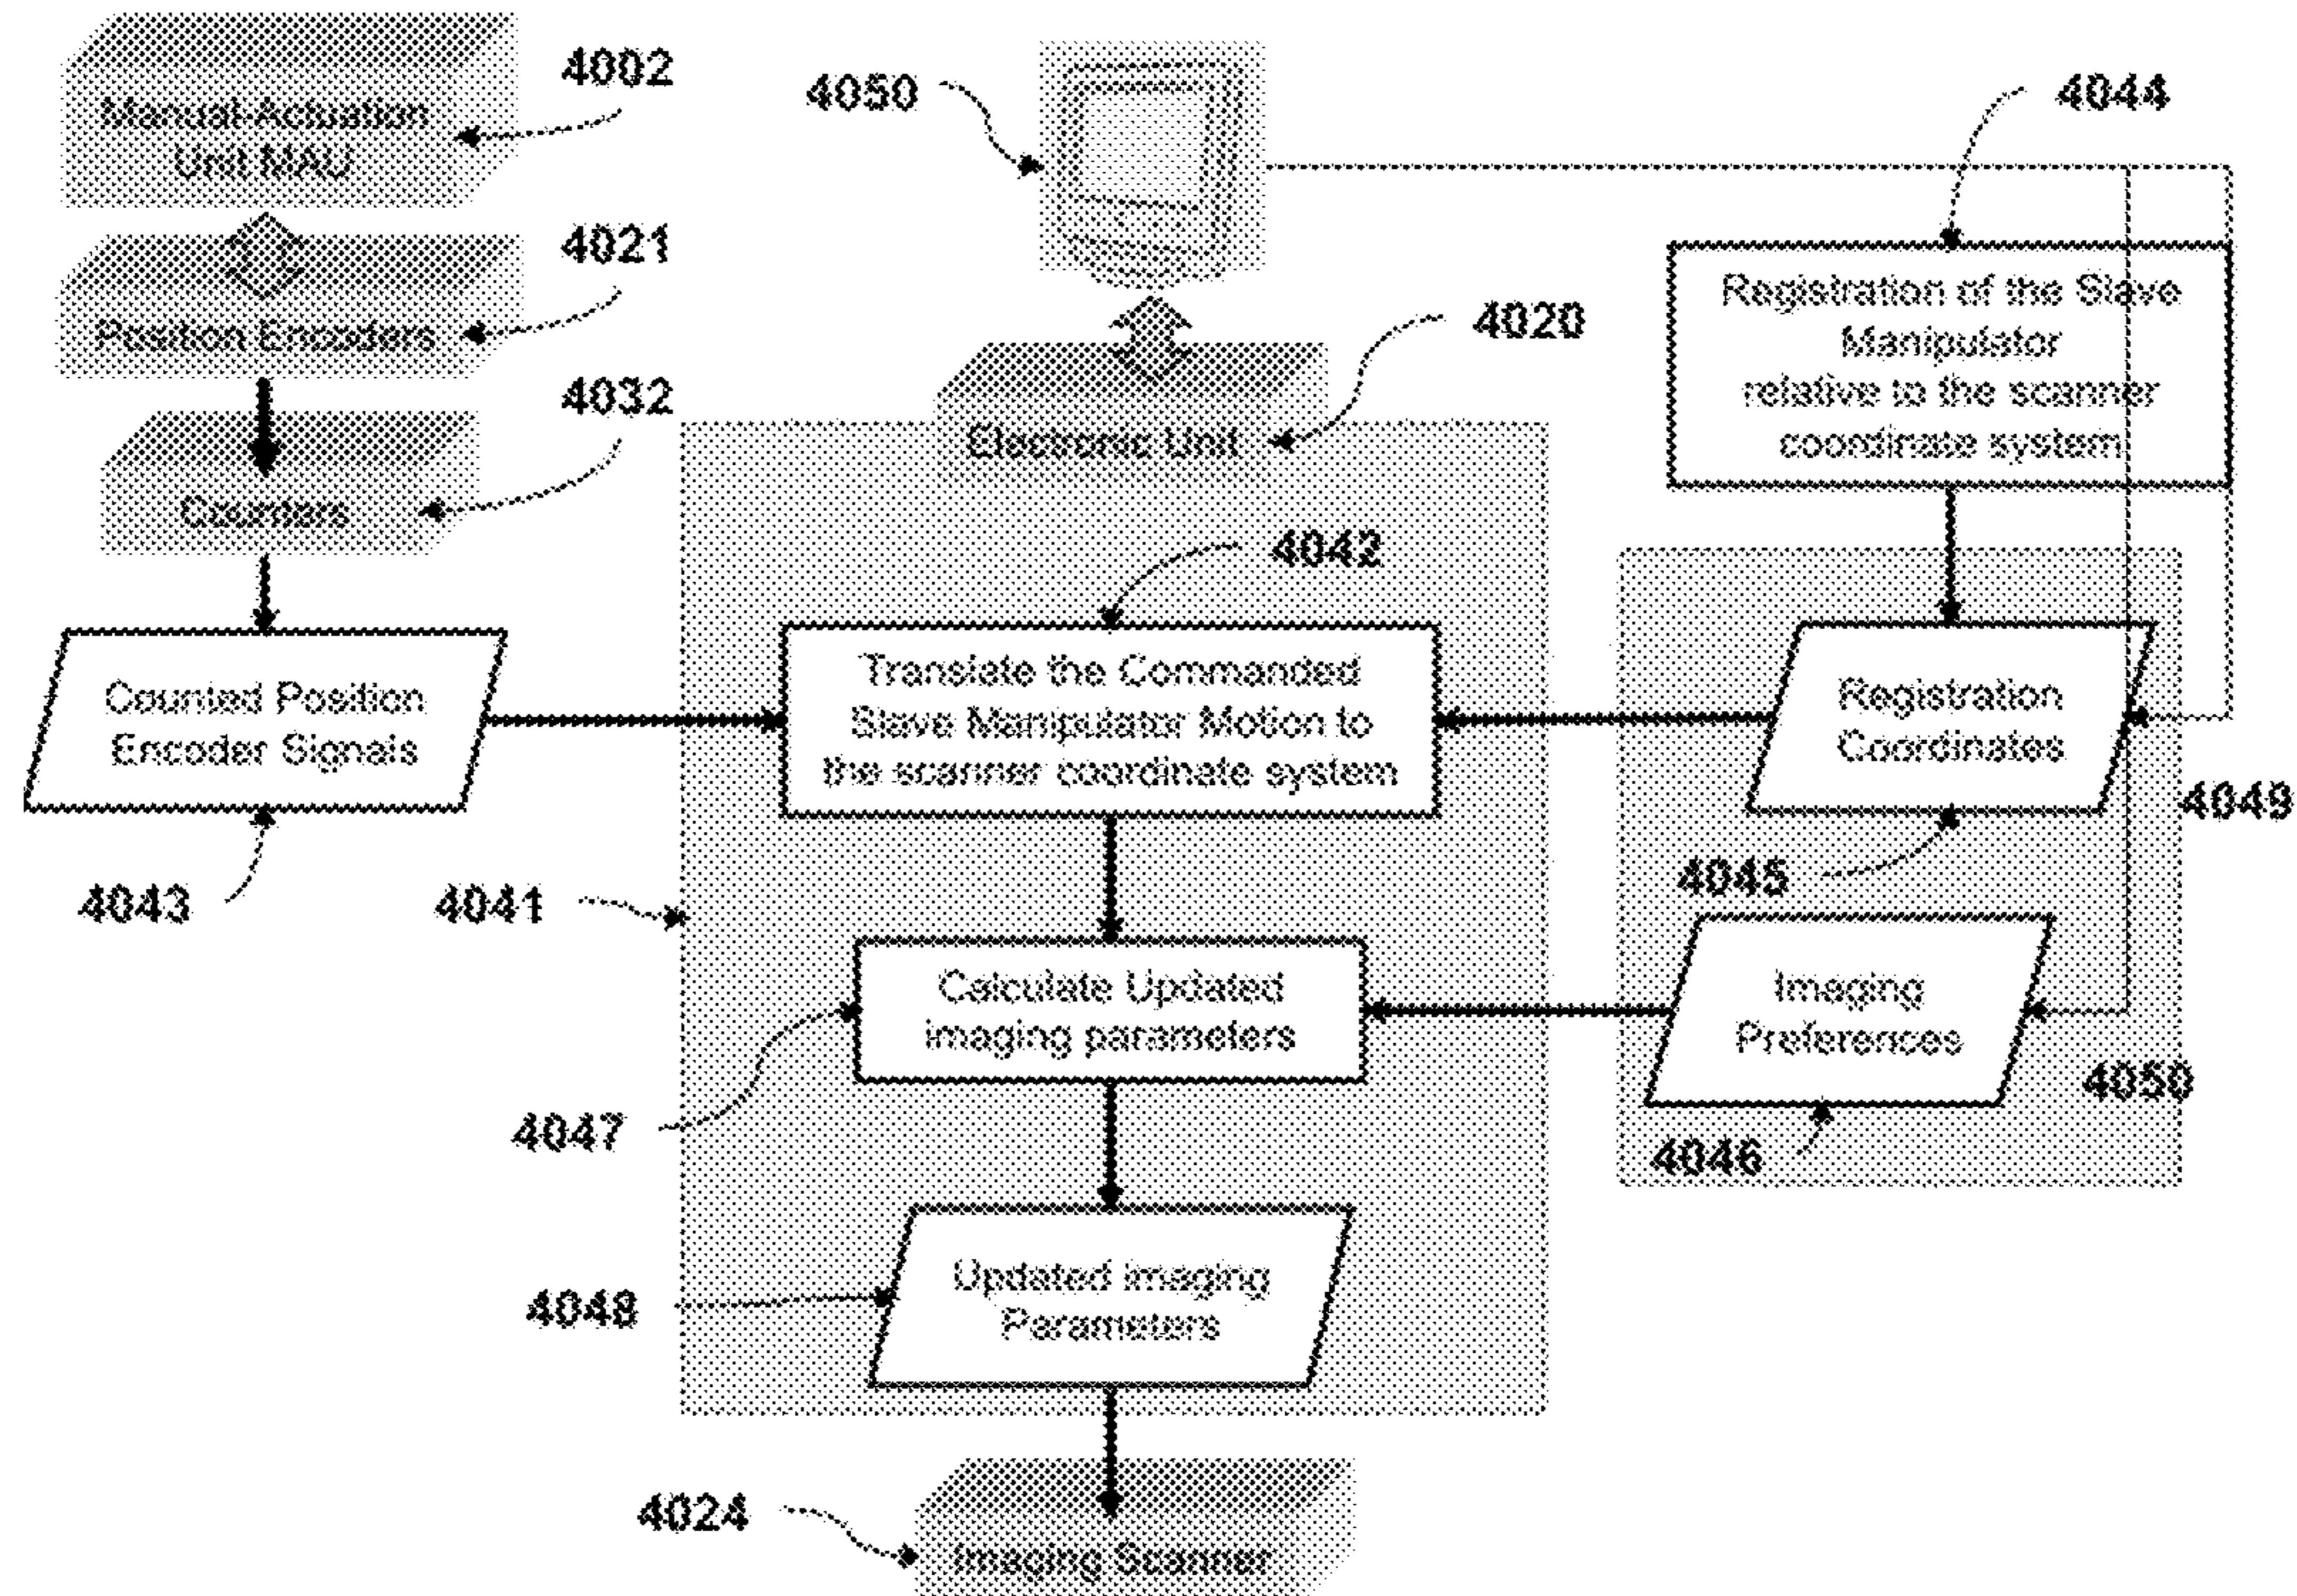 4002
Manual-Actuation
Unit MAU
4050
4044
4021
Position Encoders
Registration of the Slave
Manipulator
relative to the scanner
coordinate system
4020
4032
Electronic Unit
Counters
4042
Counted Position
Encoder Signals
Translate the Commanded
Slave Manipulator Motion to
the scanner coordinate system
Registration
Coordinates
4049
4043
4041
4045
Calculate Updated
imaging parameters
Imaging
Preferences
4050
4047
4046
4048
Updated imaging
Parameters
4024
Imaging Scanner